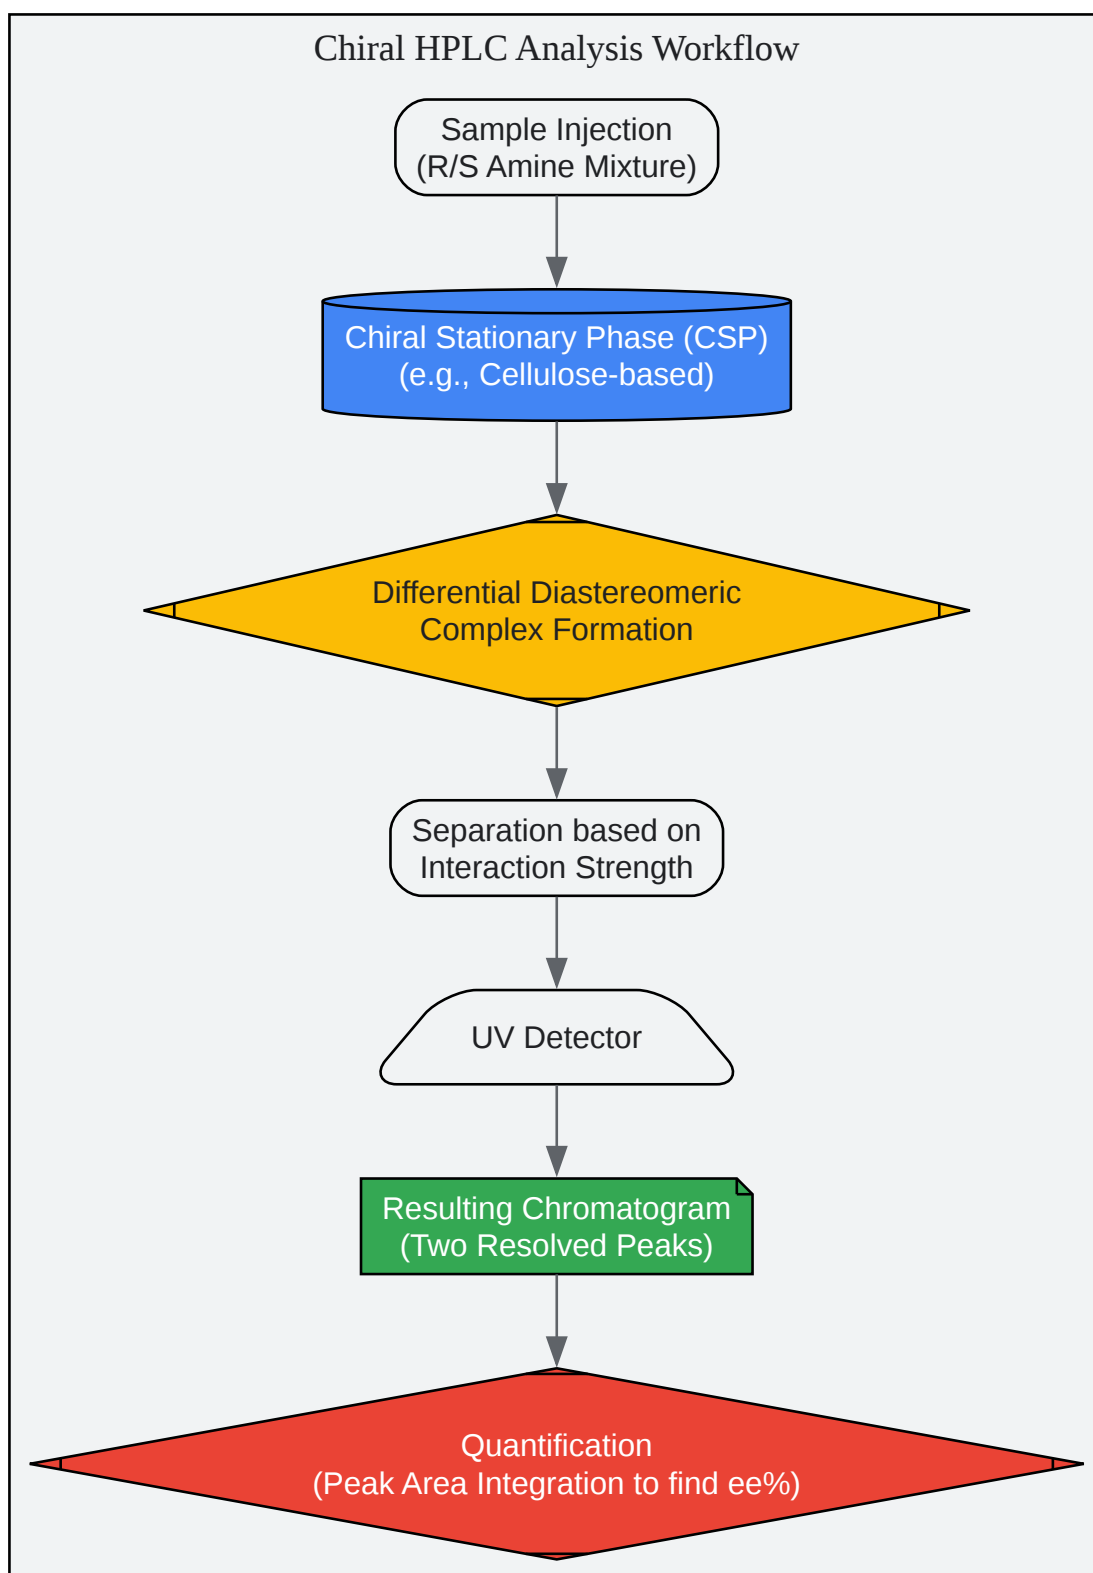 Chiral HPLC Analysis Workflow
Sample Injection
(R/S Amine Mixture)
Chiral Stationary Phase (CSP)
(e.g., Cellulose-based)
Differential Diastereomeric
Complex Formation
Separation based on
Interaction Strength
UV Detector
Resulting Chromatogram
(Two Resolved Peaks)
Quantification
(Peak Area Integration to find ee%)